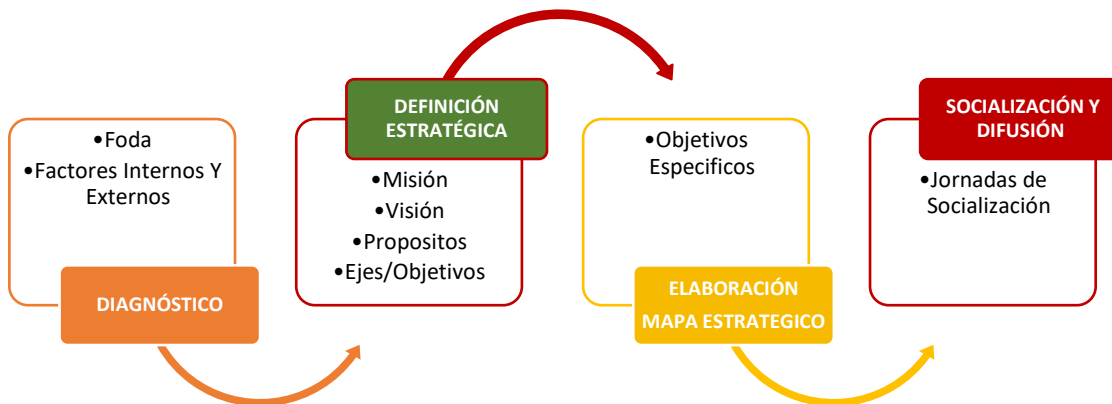 •Foda
•Factores Internos Y
Externos
DIAGNÓSTICO
DEFINICIÓN
ESTRATÉGICA
•Misión
•Visión
•Propositos
•Ejes/Objetivos
•Objetivos
Especificos
ELABORACIÓN
MAPA ESTRATEGICO
SOCIALIZACIÓN Y
DIFUSIÓN
•Jornadas de
Socialización